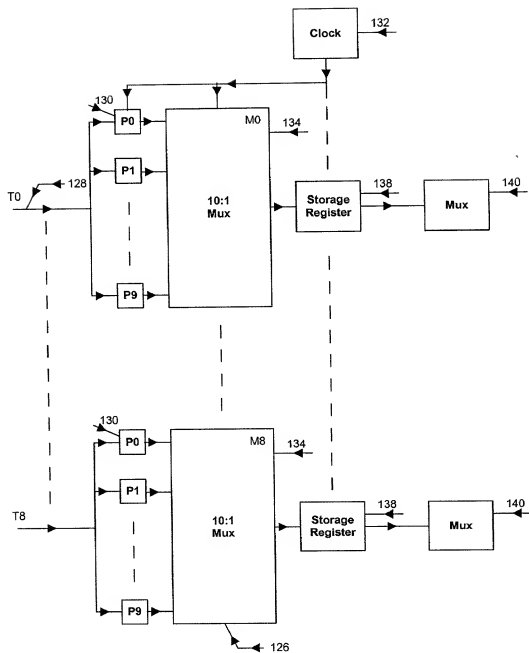 Clock
132
130
P0
M0
134
P1
128
T0
10:1
Mux
Storage
Register
138
140
Mux
P9
130
P0
M8
134
P1
138
140
T8
10:1
Mux
Storage
Register
Mux
P9
126